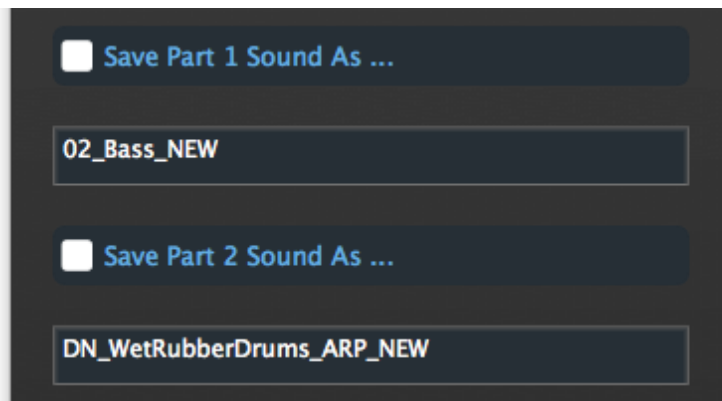 Save Part 1 Sound As ...
02_Bass_NEW
Save Part 2 Sound As ...
DN_WetRubberDrums_ARP_NEW